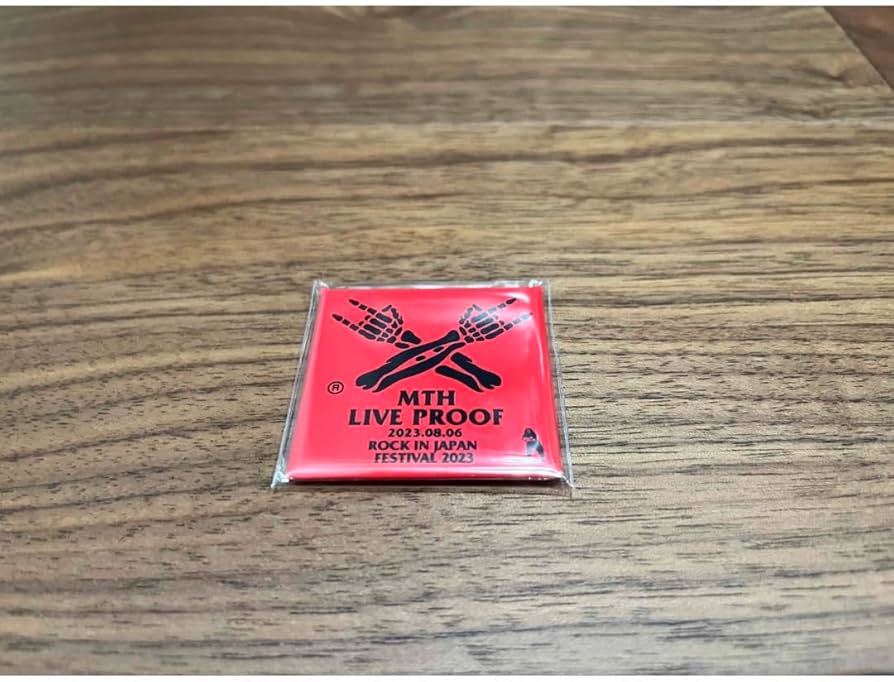 ®
MTH
LIVE PROOF
2023.08.06
ROCK IN JAPAN
FESTIVAL 2023